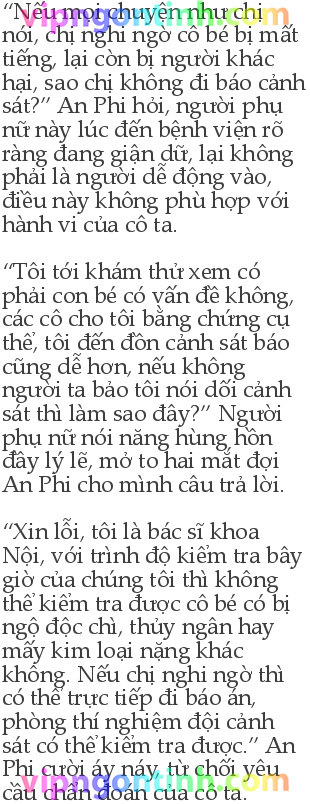 “Nếu mọi chuyện như chị
nói, chị nghi ngờ cô bé bị mất
tiếng, lại còn bị người khác
hại, sao chị không đi báo cảnh
sát?” An Phi hỏi, người phụ
nữ này lúc đến bệnh viện rõ
ràng đang giận dữ, lại không
phải là người dễ động vào,
điều này không phù hợp với
hành vi của cô ta.
“Tôi tới khám thử xem có
phải con bé có vấn đề không,
các cô cho tôi bằng chứng cụ
thể, tôi đến đồn cảnh sát báo
cũng dễ hơn, nếu không
người ta bảo tôi nói dối cảnh
sát thì làm sao đây?” Người
phụ nữ nói năng hùng hồn
đầy lý lẽ, mở to hai mắt đợi
An Phi cho mình câu trả lời.
“Xin lỗi, tôi là bác sĩ khoa
Nội, với trình độ kiểm tra bây
giờ của chúng tôi thì không
thể kiểm tra được cô bé có bị
ngộ độc chì, thủy ngân hay
mấy kim loại nặng khác
không. Nếu chị nghi ngờ thì
có thể trực tiếp đi báo án,
phòng thí nghiệm đội cảnh
sát có thể kiểm tra được.” An
Phi cười áy náy, từ chối yêu
cầu chẩn đoán của cô ta.
vipngontinh.com
vipngontinh.com